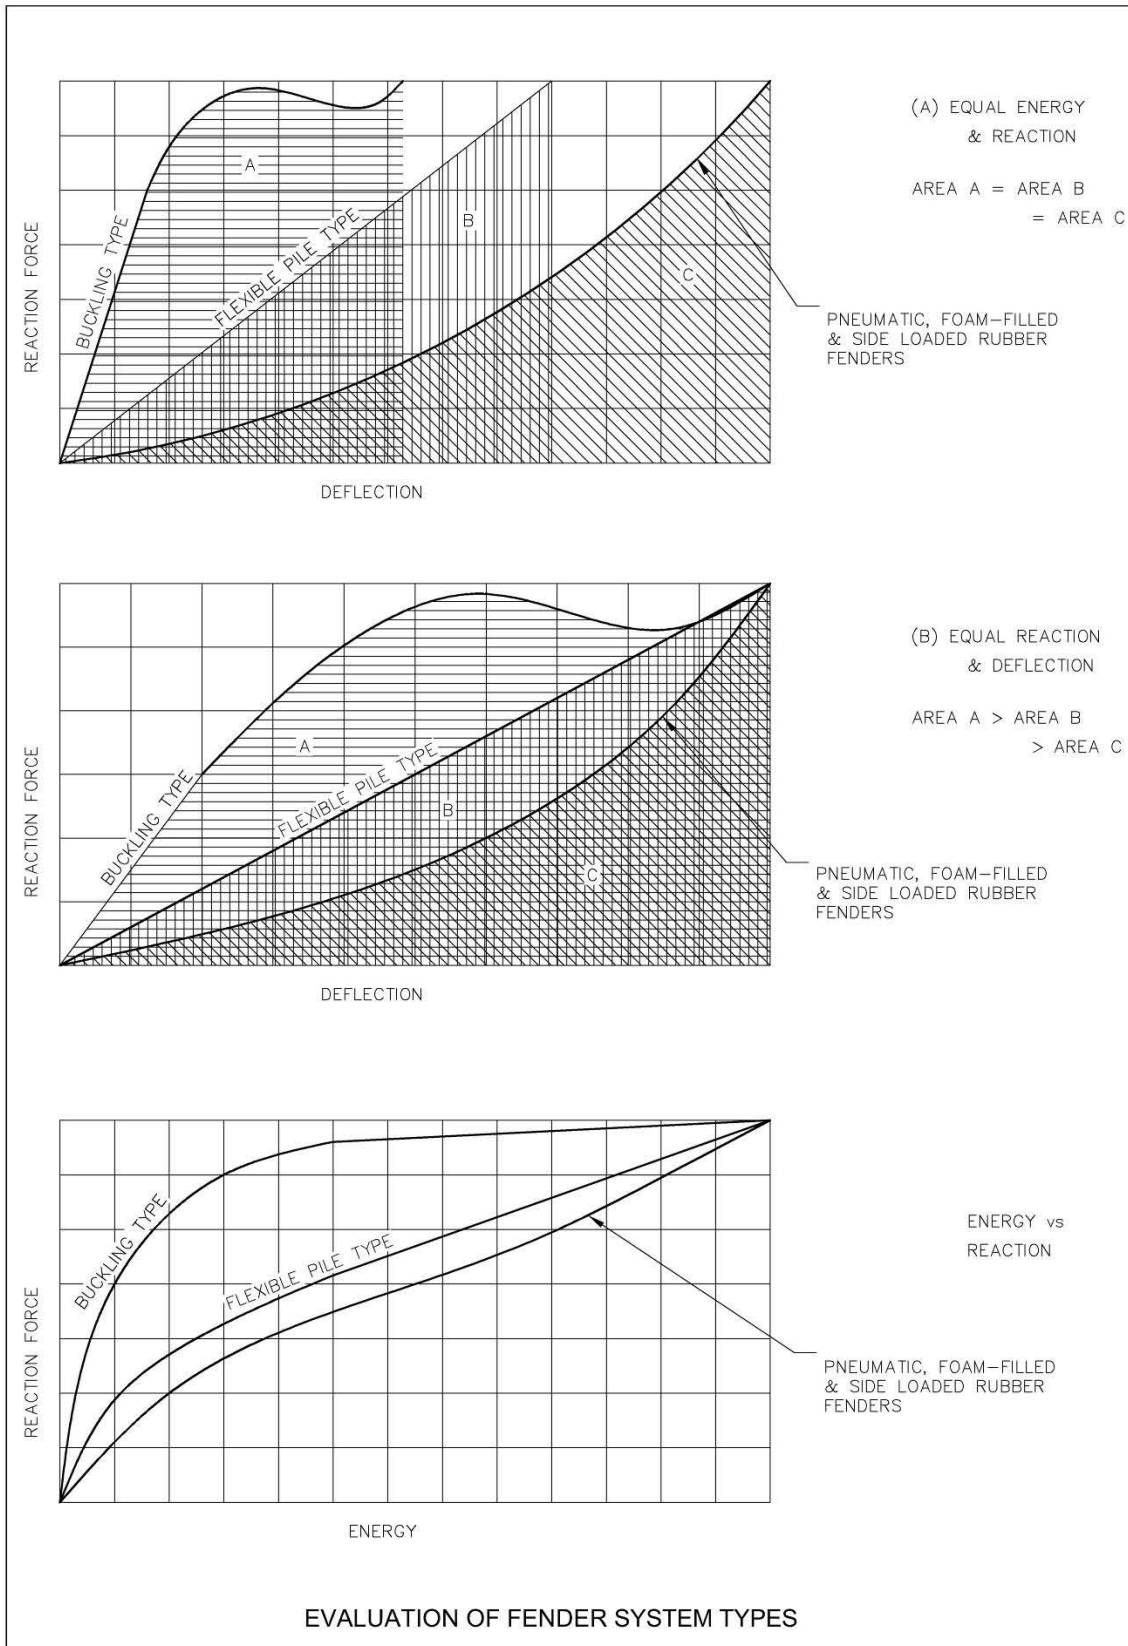 (A) EQUAL ENERGY
& REACTION
AREA A = AREA B
= AREA C
REACTION FORCE
BUCKLING TYPE
A
FLEXIBLE PILE TYPE
B
C
PNEUMATIC, FOAM-FILLED
& SIDE LOADED RUBBER
FENDERS
DEFLECTION
(B) EQUAL REACTION
& DEFLECTION
AREA A > AREA B
> AREA C
REACTION FORCE
BUCKLING TYPE
A
FLEXIBLE PILE TYPE
B
C
PNEUMATIC, FOAM-FILLED
& SIDE LOADED RUBBER
FENDERS
DEFLECTION
ENERGY vs
REACTION
REACTION FORCE
BUCKLING TYPE
FLEXIBLE PILE TYPE
PNEUMATIC, FOAM-FILLED
& SIDE LOADED RUBBER
FENDERS
ENERGY
EVALUATION OF FENDER SYSTEM TYPES